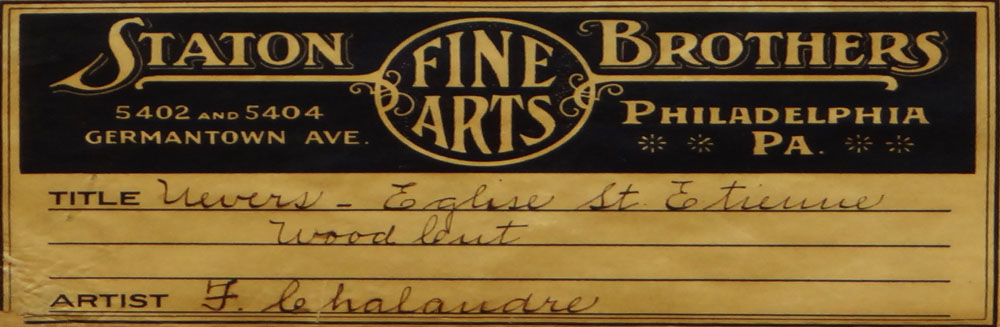 STATON FINE ARTS BROTHERS
5402 AND 5404 GERMANTOWN AVE.
PHILADELPHIA PA.
TITLE Nevers - Eglise St. Etienne
Wood Cut
ARTIST F. Chalandre